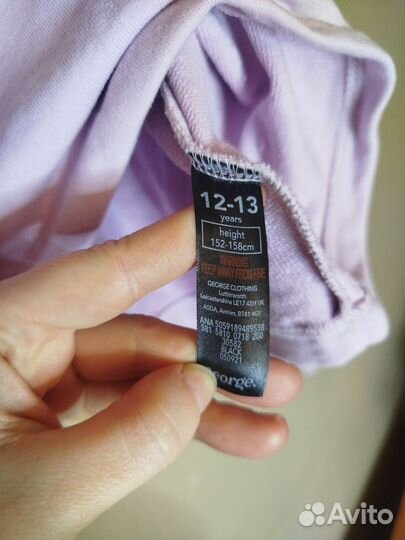 12-13
years
height
152-158cm
WARNING
KEEP AWAY FROM FIRE
GEORGE CLOTHING
Lutterworth
Leicestershire LE17 4XH UK
ASDA, Antrim, BT41 4GY
ANA 5059189489538
5B1 5810 0718 200
30582
BLACK
050921
george.
Avito